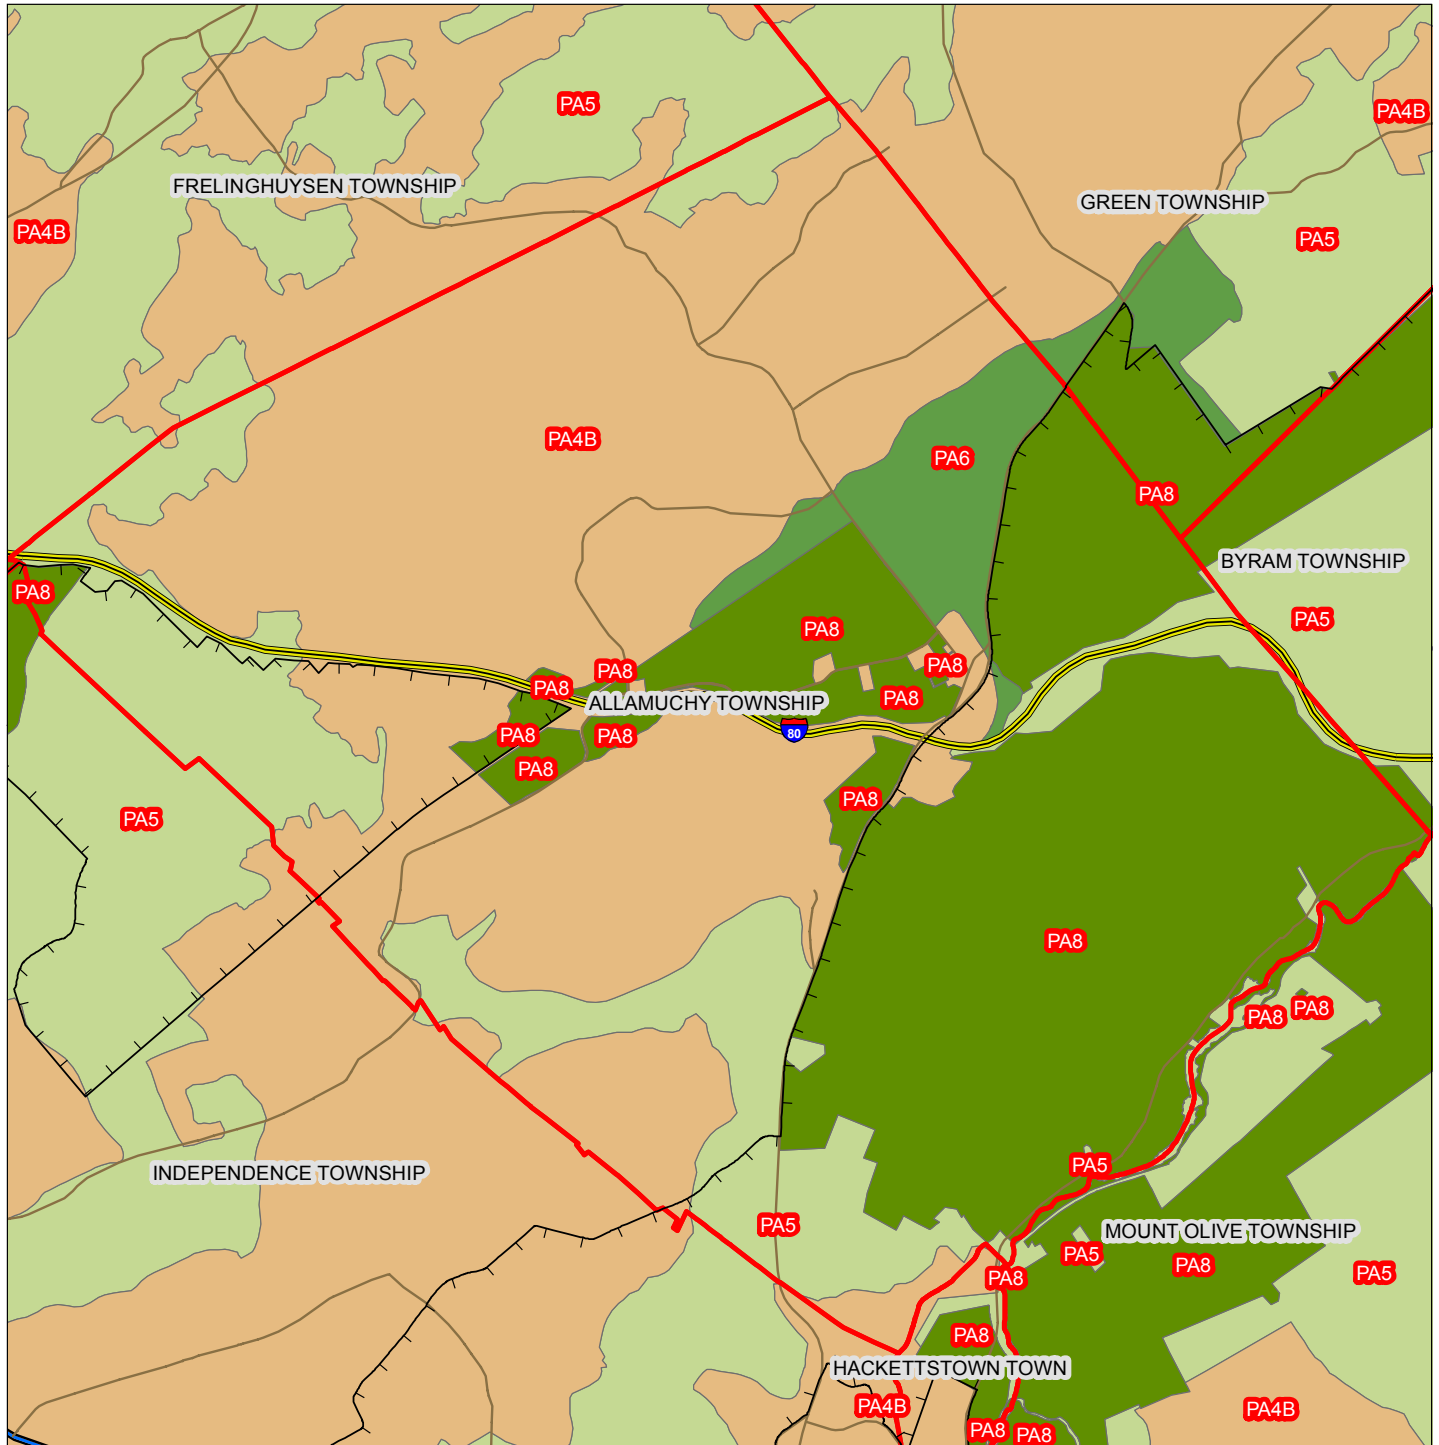 PA5
PA4B
FRELINGHUYSEN TOWNSHIP
GREEN TOWNSHIP
PA4B
PA5
PA4B
PA6
PA8
BYRAM TOWNSHIP
PA8
PA5
PA8
PA8
PA8
PA8
PA8
ALLAMUCHY TOWNSHIP
80
PA8
PA8
PA8
PA8
PA5
PA8
PA8
PA8
PA5
INDEPENDENCE TOWNSHIP
PA5
MOUNT OLIVE TOWNSHIP
PA5
PA8
PA5
PA8
PA8
HACKETTSTOWN TOWN
PA4B
PA4B
PA8
PA8